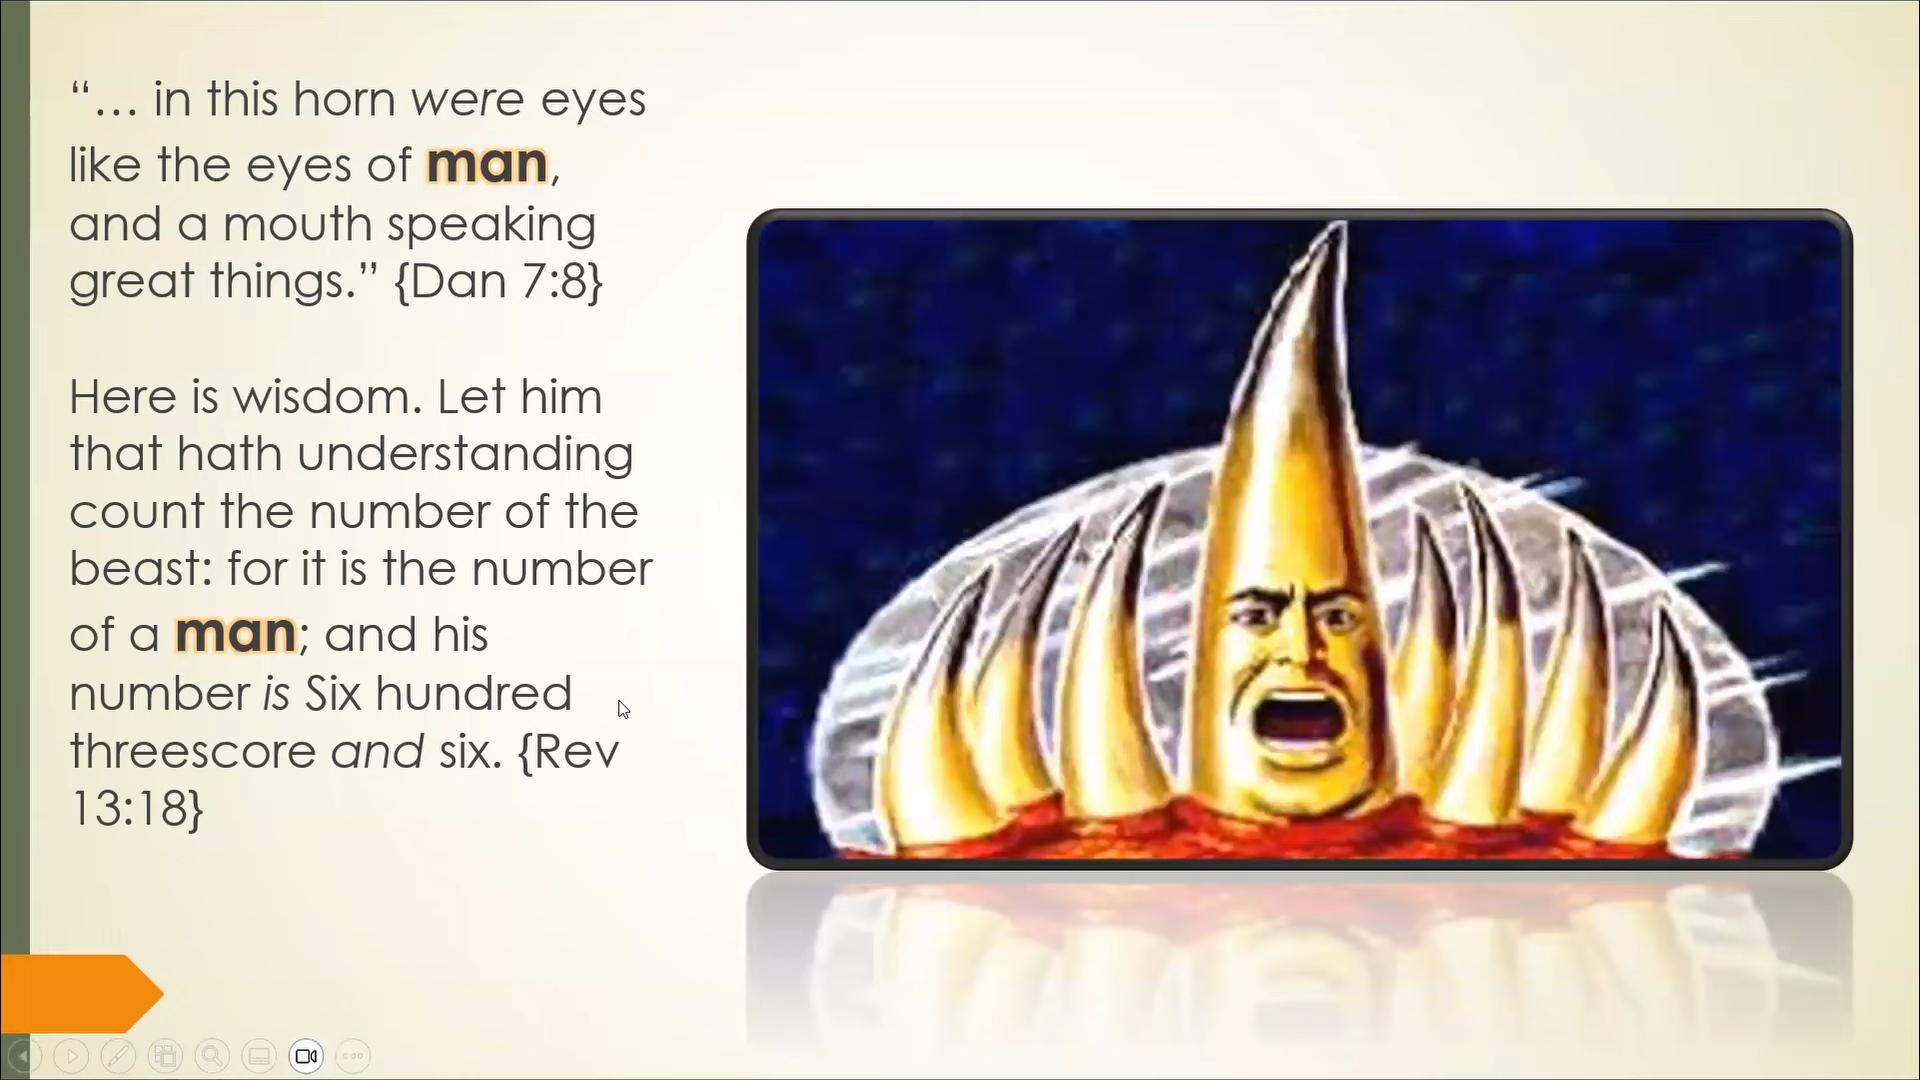 “… in this horn were eyes
like the eyes of man,
and a mouth speaking
great things.” {Dan 7:8}
Here is wisdom. Let him
that hath understanding
count the number of the
beast: for it is the number
of a man; and his
number is Six hundred
threescore and six. {Rev
13:18}